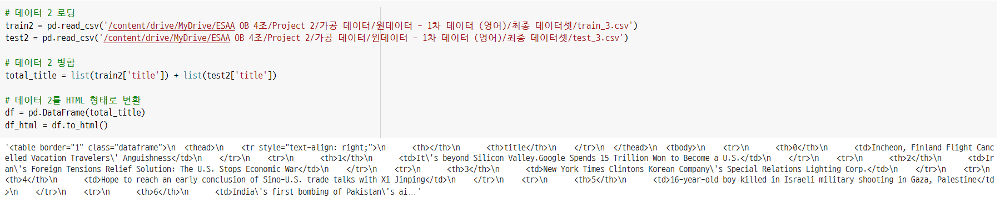 # 데이터 2 로딩
train2 = pd.read_csv('/content/drive/MyDrive/ESAA OB 4조/Project 2/가공 데이터/원데이터 - 1차 데이터 (영어)/최종 데이터셋/train_3.csv')
test2 = pd.read_csv('/content/drive/MyDrive/ESAA OB 4조/Project 2/가공 데이터/원데이터 - 1차 데이터 (영어)/최종 데이터셋/test_3.csv')
# 데이터 2 병합
total_title = list(train2['title']) + list(test2['title'])
# 데이터 2를 HTML 형태로 변환
df = pd.DataFrame(total_title)
df_html = df.to_html()
'<table border="1" class="dataframe">\n  <thead>\n    <tr style="text-align: right;">\n      <th></th>\n      <th>title</th>\n    </tr>\n  </thead>\n  <tbody>\n    <tr>\n      <th>0</th>\n      <td>Incheon, Finland Flight Canc
elled Vacation Travelers\' Anguishness</td>\n    </tr>\n    <tr>\n      <th>1</th>\n      <td>It\'s beyond Silicon Valley.Google Spends 15 Trillion Won to Become a U.S.</td>\n    </tr>\n    <tr>\n      <th>2</th>\n      <td>Ir
an\'s Foreign Tensions Relief Solution: The U.S. Stops Economic War</td>\n    </tr>\n    <tr>\n      <th>3</th>\n      <td>New York Times Clintons Korean Company\'s Special Relations Lighting Corp.</td>\n    </tr>\n    <tr>\n
<th>4</th>\n      <td>Hope to reach an early conclusion of Sino-U.S. trade talks with Xi Jinping</td>\n    </tr>\n    <tr>\n      <th>5</th>\n      <td>16-year-old boy killed in Israeli military shooting in Gaza, Palestine</td
>\n    </tr>\n    <tr>\n      <th>6</th>\n      <td>India\'s first bombing of Pakistan\'s ai…'